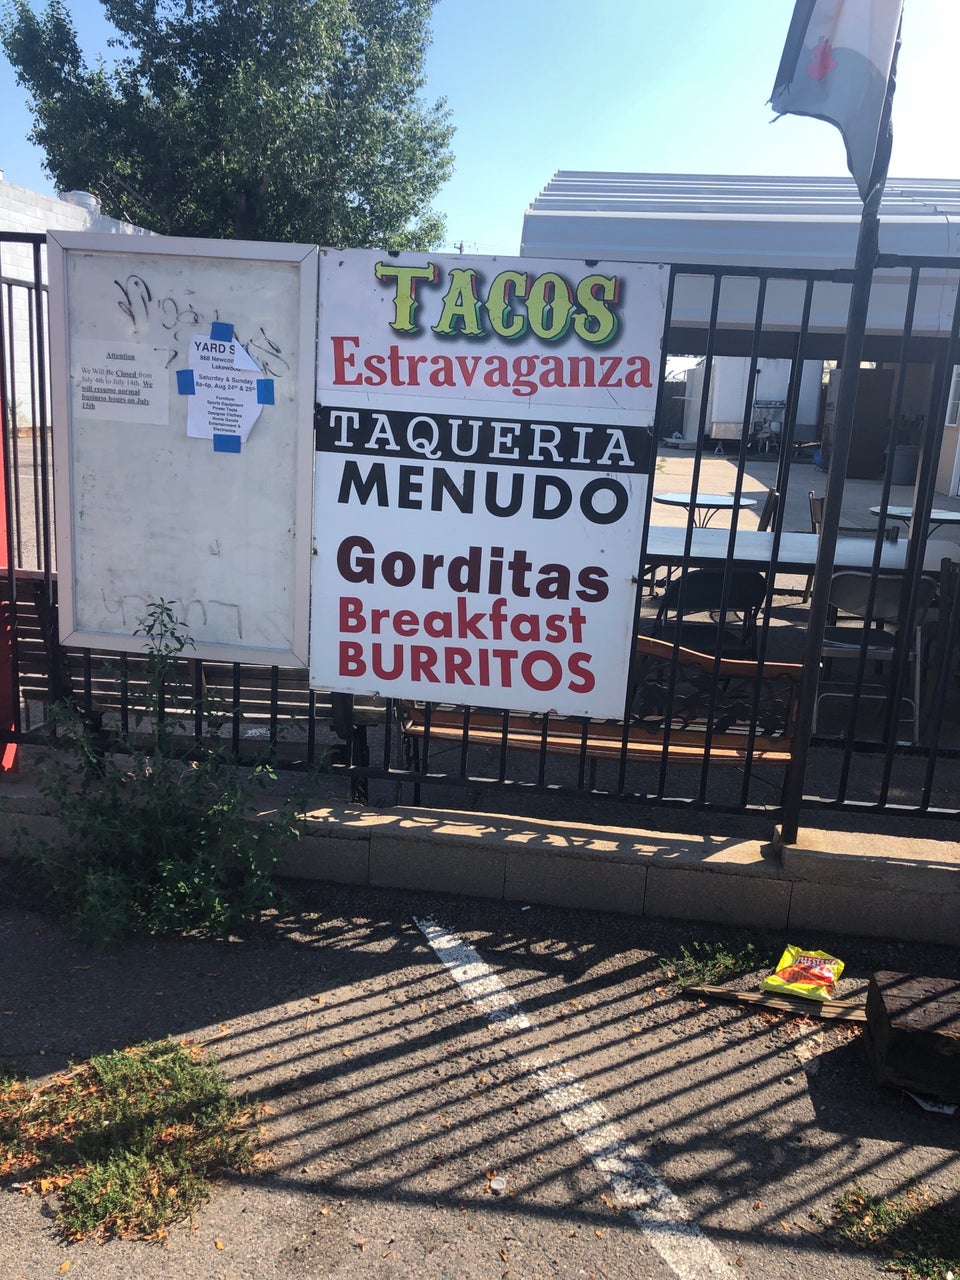 Attention
We Will Be Closed from
July 4th to July 14th. We
will resume normal
business hours on July
15th
YARD S
868 Newcom
Lakewood
Saturday & Sunday
8a-4p, Aug 24th & 25th
Furniture
Sports Equipment
Power Tools
Designer Clothes
Home Goods
Entertainment &
Electronics
TACOS
Estravaganza
TAQUERIA
MENUDO
Gorditas
Breakfast
BURRITOS